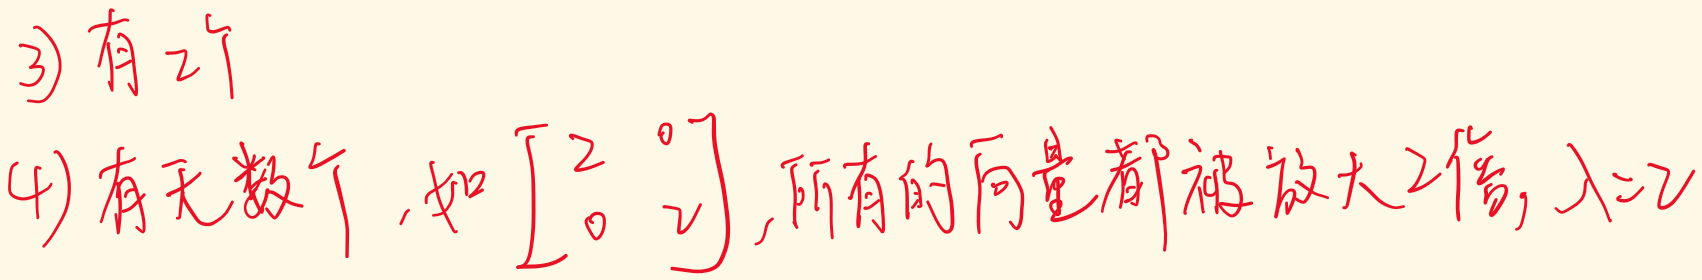 3) 有2个
(4) 有无数个,如 [2 0
0 2],所有的向量都被放大2倍,λ=2